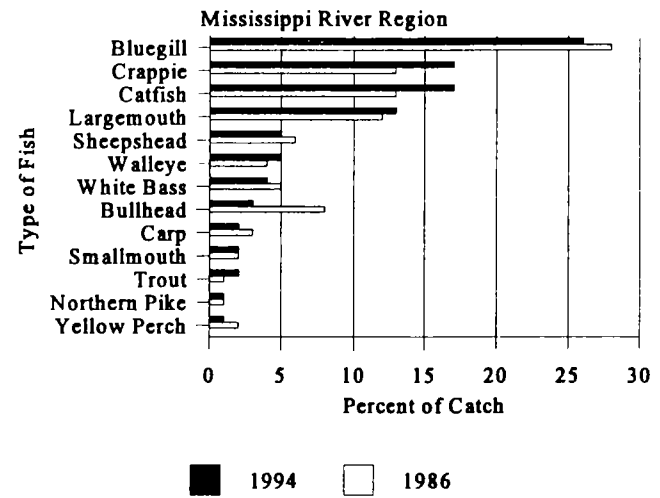 Mississippi River Region
Bluegill
Crappie
Catfish
Largemouth
Sheepshead
Walleye
White Bass
Bullhead
Carp
Smallmouth
Trout
Northern Pike
Yellow Perch
Type of Fish
0 5 10 15 20 25 30
Percent of Catch
1994 1986